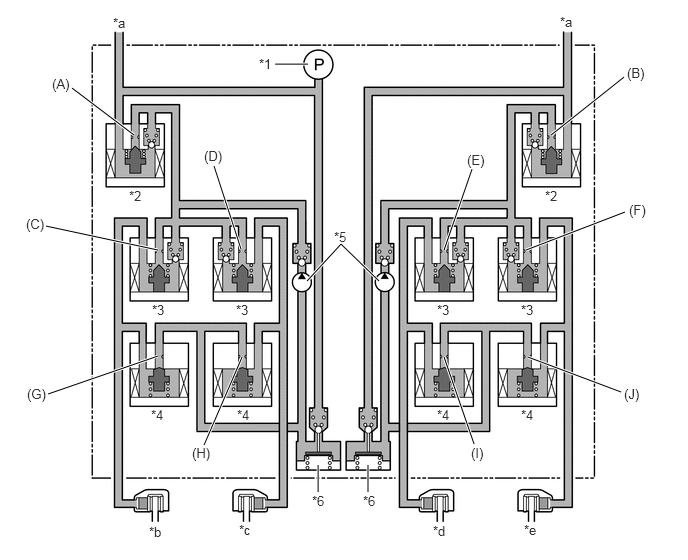 *a
*a
*1
P
(A)
(B)
*2
*2
(D)
(E)
(C)
*5
(F)
*3
*3
*3
*3
(G)
*4
*4
*4
*4
(J)
(H)
(I)
*6
*6
*b
*c
*d
*e